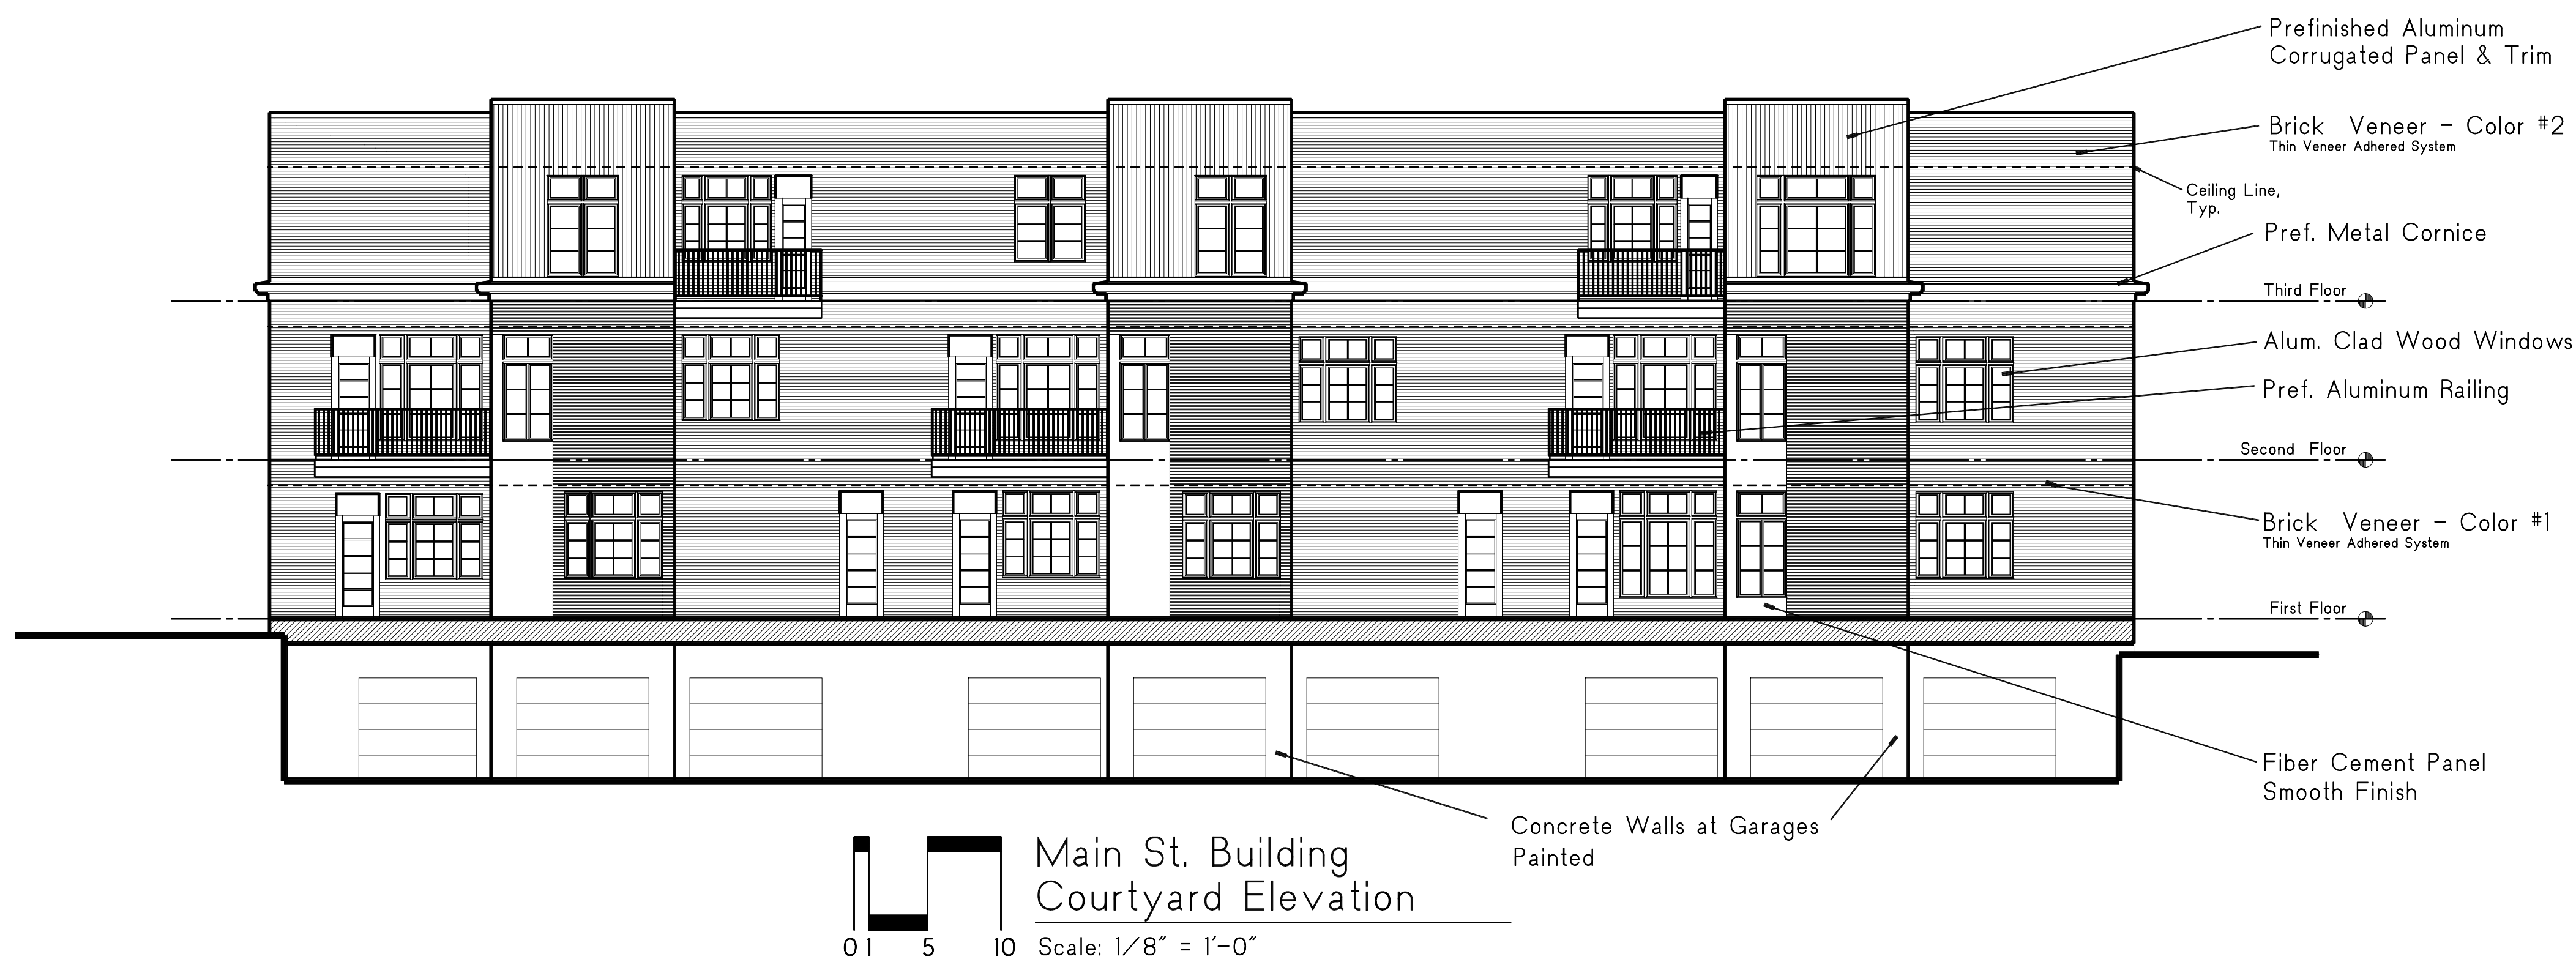 Prefinished Aluminum
Corrugated Panel & Trim
Brick Veneer - Color #2
Thin Veneer Adhered System
Ceiling Line,
Typ.
Pref. Metal Cornice
Third Floor
Alum. Clad Wood Windows
Pref. Aluminum Railing
Second Floor
Brick Veneer - Color #1
Thin Veneer Adhered System
First Floor
Fiber Cement Panel
Smooth Finish
Concrete Walls at Garages
Painted
Main St. Building
Courtyard Elevation
0 1 5 10
Scale: 1/8" = 1'-0"